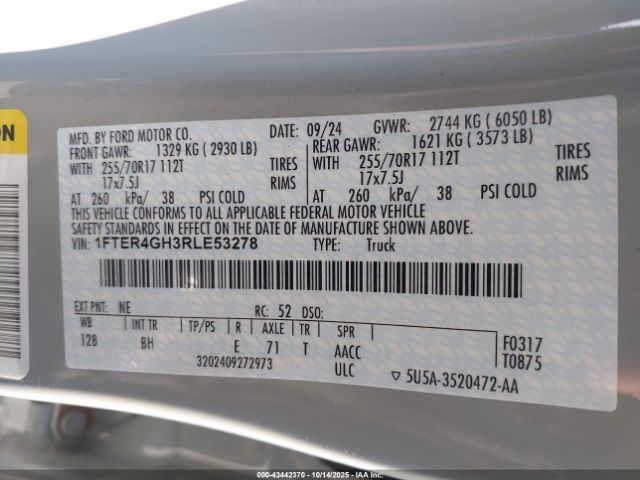 ON
MFD. BY FORD MOTOR CO. DATE: 09/24 GVWR: 2744 KG ( 6050 LB)
FRONT GAWR: 1329 KG ( 2930 LB) REAR GAWR: 1621 KG ( 3573 LB)
WITH 255/70R17 112T TIRES WITH 255/70R17 112T TIRES
17x7.5J RIMS 17x7.5J RIMS
AT 260 kPa/ 38 PSI COLD AT 260 kPa/ 38 PSI COLD
THIS VEHICLE CONFORMS TO ALL APPLICABLE FEDERAL MOTOR VEHICLE
SAFETY STANDARDS IN EFFECT ON THE DATE OF MANUFACTURE SHOWN ABOVE.
VIN: 1FTER4GH3RLE53278 TYPE: Truck
EXT PNT: NE RC: 52 DSO:
WB INT TR TP/PS R AXLE TR SPR F0317
128 BH E 71 T AACC T0875
3202409272973 ULC 5U5A-3520472-AA
000-43442370 - 10/14/2025 - IAAI.com